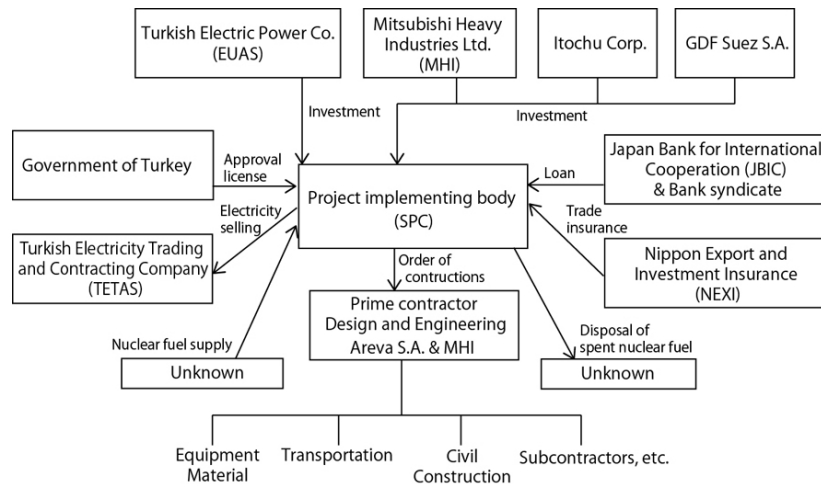 Turkish Electric Power Co.
(EUAS)
Mitsubishi Heavy
Industries Ltd.
(MHI)
Itochu Corp.
GDF Suez S.A.
Investment
Investment
Government of Turkey
Approval
license
Project implementing body
(SPC)
Loan
Japan Bank for International
Cooperation (JBIC)
& Bank syndicate
Electricity
selling
Trade
insurance
Turkish Electricity Trading
and Contracting Company
(TETAS)
Nippon Export and
Investment Insurance
(NEXI)
Order of
contructions
Prime contractor
Design and Engineering
Areva S.A. & MHI
Nuclear fuel supply
Unknown
Disposal of
spent nuclear fuel
Unknown
Equipment
Material
Transportation
Civil
Construction
Subcontractors, etc.